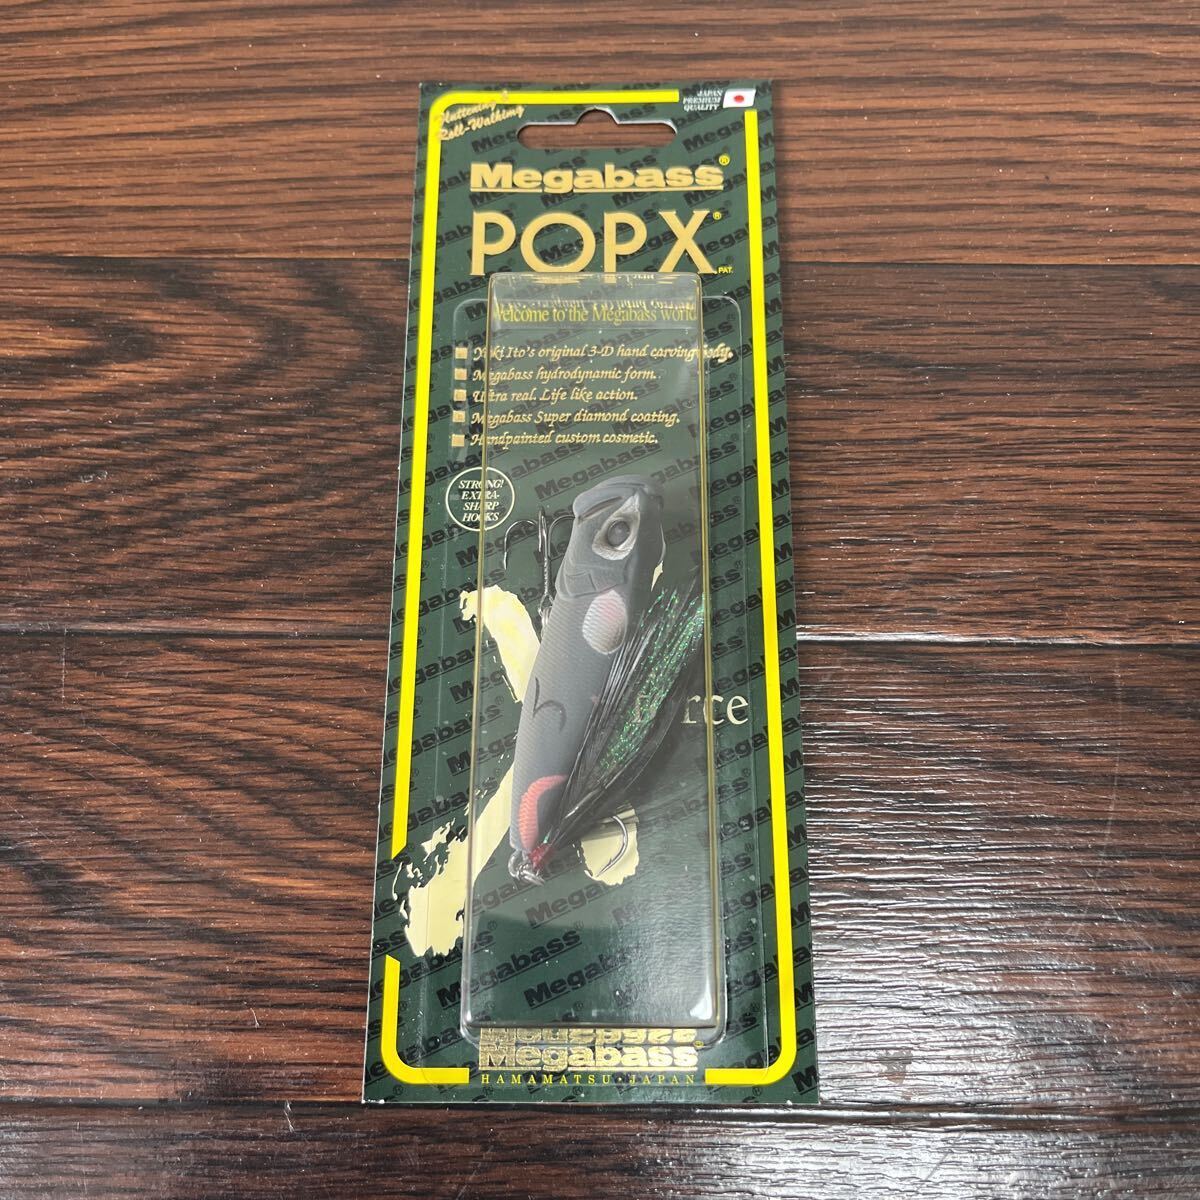 Fluttering &
Roll-Walking
JAPAN
PREMIUM
QUALITY
Megabass®
POPX®
PAT.
Welcome to the Megabass world
Yuki Ito's original 3-D hand carving body.
Megabass hydrodynamic form.
Ultra real. Life like action.
Megabass Super diamond coating.
Handpainted custom cosmetic.
STRONG!
EXTRA-
SHARP
HOOKS
Megabass®
HAMAMATSU·JAPAN